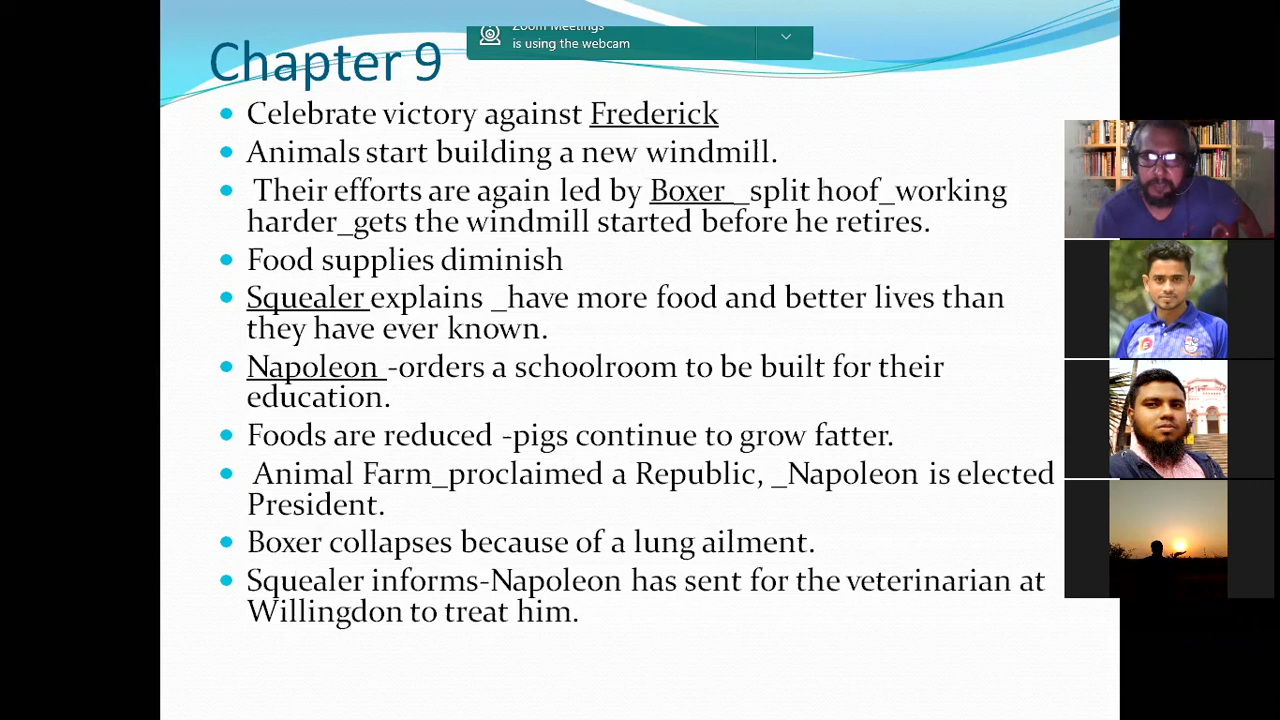 Zoom Meetings
is using the webcam
Chapter 9
Celebrate victory against Frederick
Animals start building a new windmill.
Their efforts are again led by Boxer _split hoof_working
harder_gets the windmill started before he retires.
Food supplies diminish
Squealer explains _have more food and better lives than
they have ever known.
Napoleon -orders a schoolroom to be built for their
education.
Foods are reduced -pigs continue to grow fatter.
Animal Farm_proclaimed a Republic, _Napoleon is elected
President.
Boxer collapses because of a lung ailment.
Squealer informs-Napoleon has sent for the veterinarian at
Willingdon to treat him.